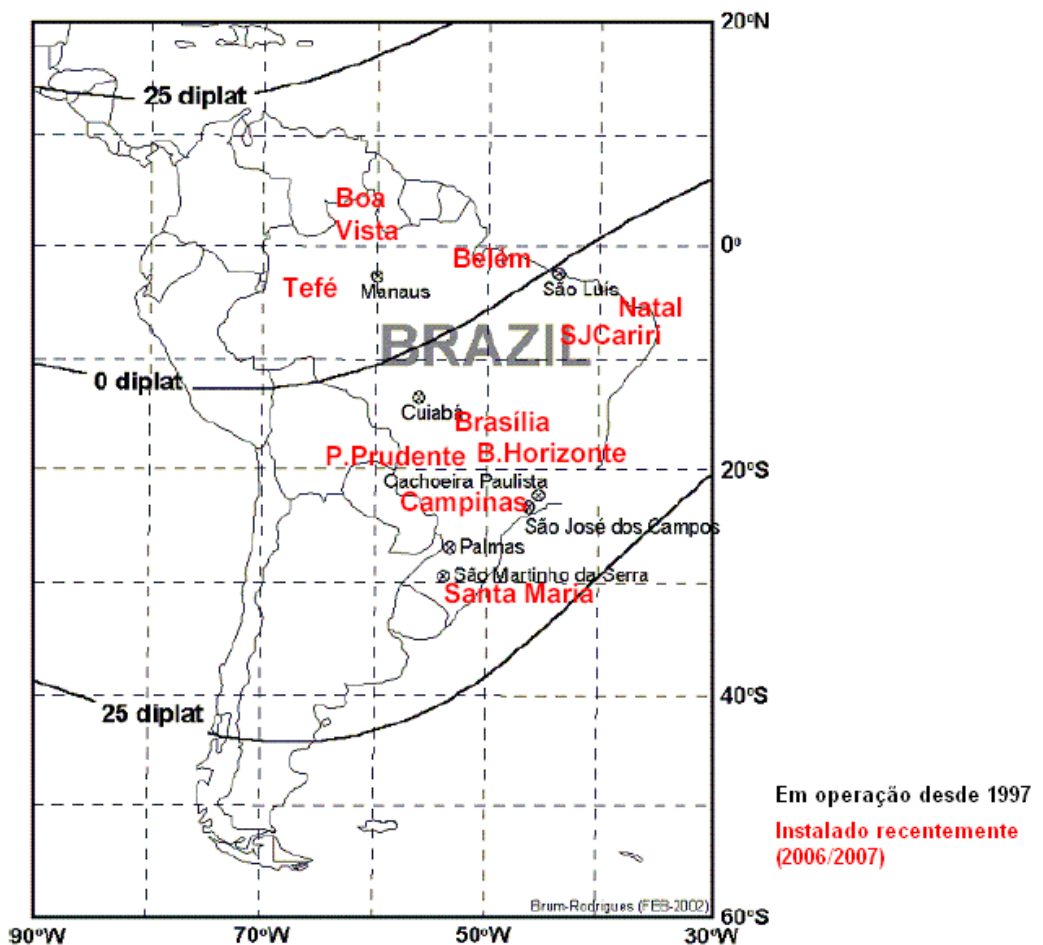 20°N
25 diplat
Boa
Vista
0°
Belém
Tefé
Manaus
São Luís
Natal
SJCariri
BRAZIL
0 diplat
Cuiabá
Brasília
P.Prudente
B.Horizonte
20°S
Cachoeira Paulista
Campinas
São José dos Campos
Palmas
São Martinho da Serra
Santa Maria
40°S
25 diplat
Em operação desde 1997
Instalado recentemente
(2006/2007)
Brum-Rodrigues (FEB-2002)
60°S
90°W
70°W
50°W
30°W